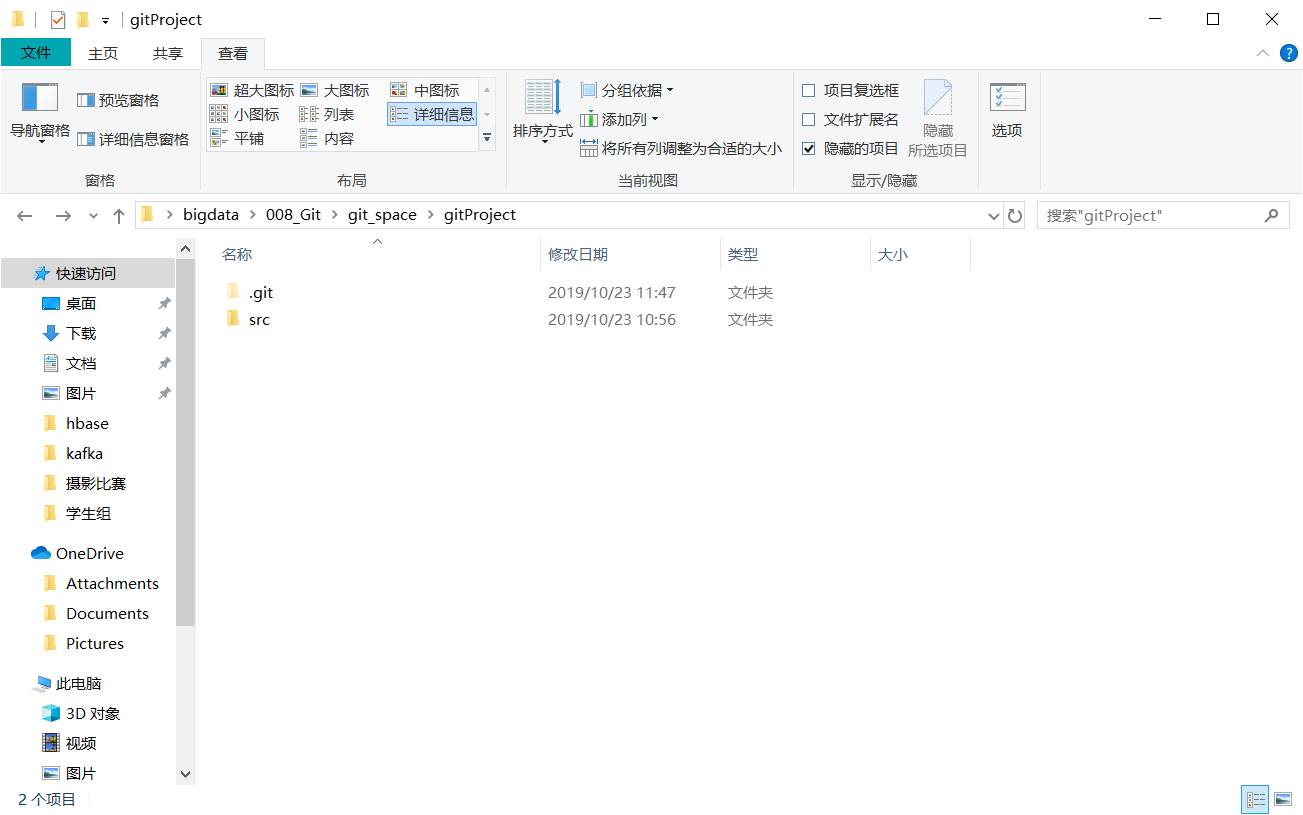 gitProject
文件 主页 共享 查看
导航窗格
预览窗格
详细信息窗格
窗格
超大图标 大图标 中图标
小图标 列表 详细信息
平铺 内容
布局
排序方式
分组依据
添加列
将所有列调整为合适的大小
当前视图
项目复选框
文件扩展名
隐藏的项目
隐藏
所选项目
显示/隐藏
选项
bigdata 008_Git git_space gitProject
搜索"gitProject"
快速访问
桌面
下载
文档
图片
hbase
kafka
摄影比赛
学生组
OneDrive
Attachments
Documents
Pictures
此电脑
3D 对象
视频
图片
名称 修改日期 类型 大小
.git 2019/10/23 11:47 文件夹
src 2019/10/23 10:56 文件夹
2 个项目